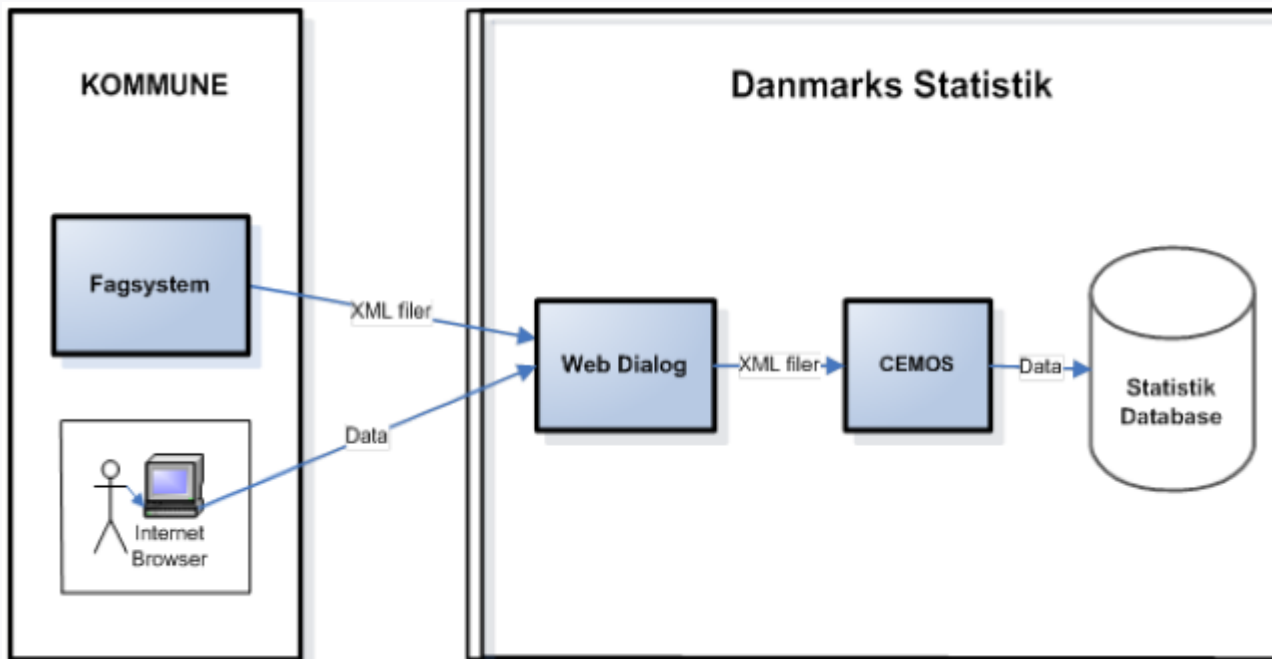 KOMMUNE
Danmarks Statistik
Fagsystem
XML filer
Web Dialog
XML filer
CEMOS
Data
Statistik
Database
Data
Internet
Browser